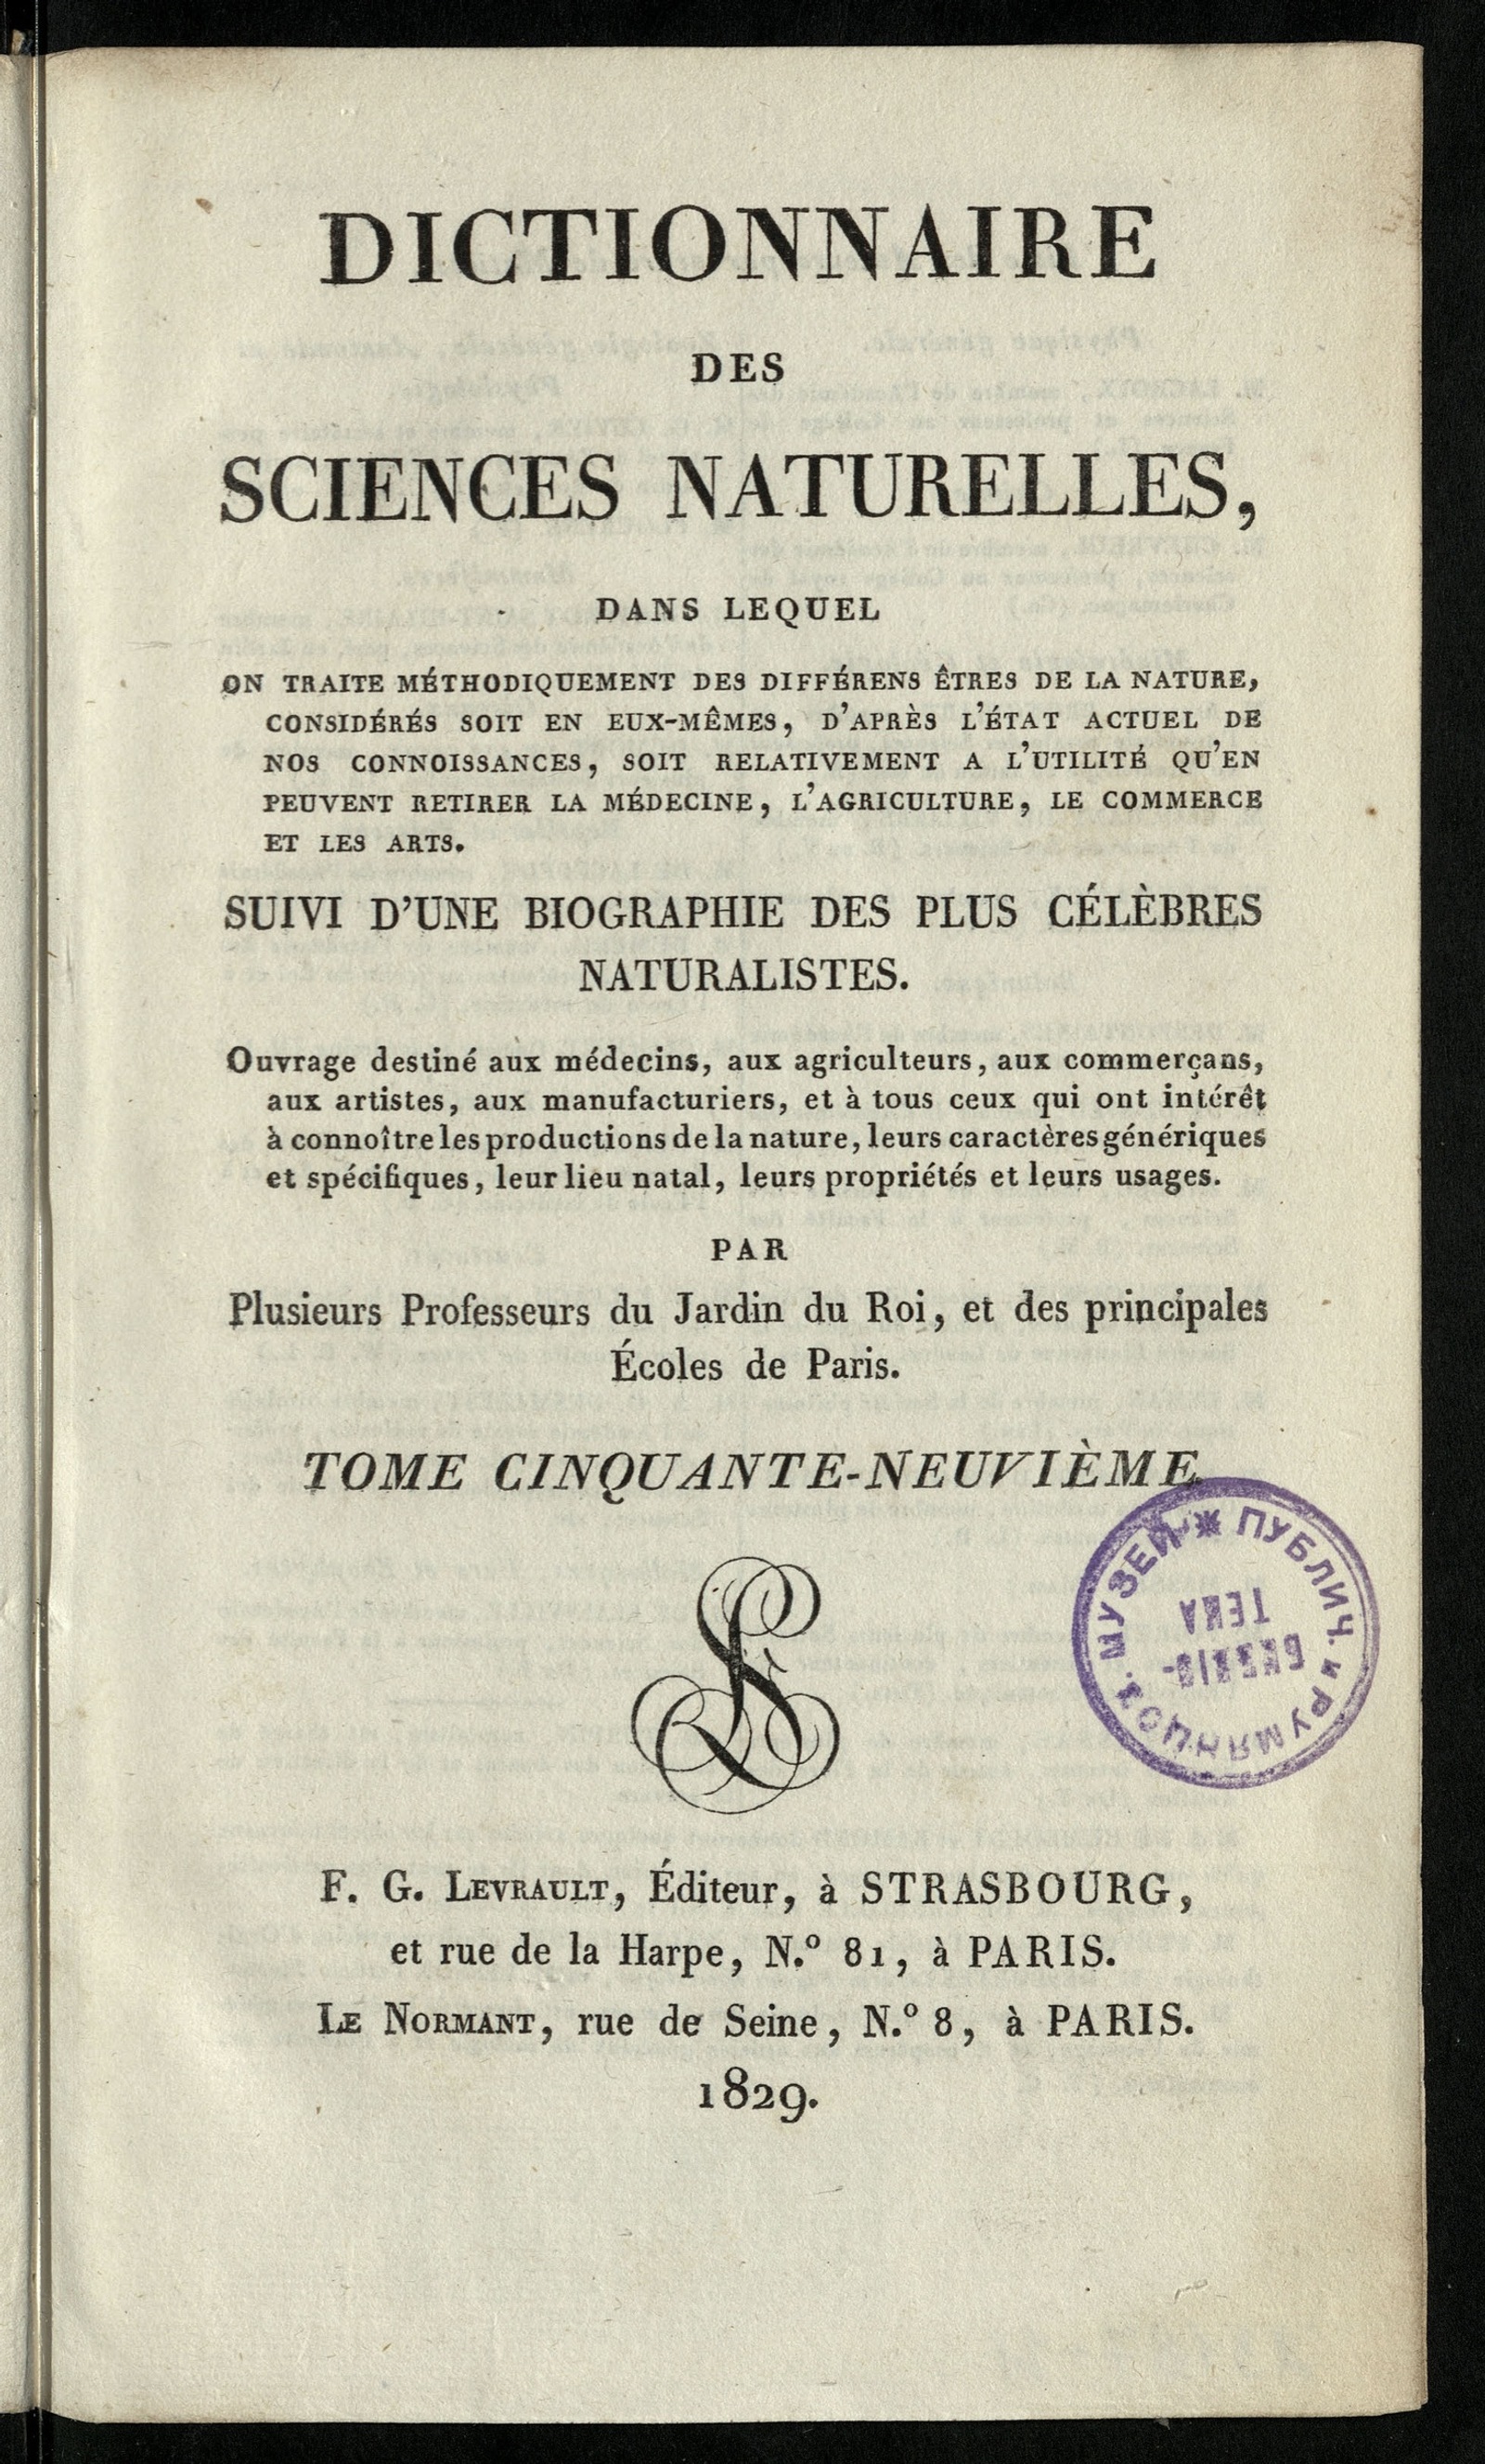 DICTIONNAIRE
DES
SCIENCES NATURELLES,
DANS LEQUEL
ON TRAITE MÉTHODIQUEMENT DES DIFFÉRENS ÊTRES DE LA NATURE,
CONSIDÉRÉS SOIT EN EUX-MÊMES, D'APRÈS L'ÉTAT ACTUEL DE
NOS CONNOISSANCES, SOIT RELATIVEMENT A L'UTILITÉ QU'EN
PEUVENT RETIRER LA MÉDECINE, L'AGRICULTURE, LE COMMERCE
ET LES ARTS.
SUIVI D'UNE BIOGRAPHIE DES PLUS CÉLÈBRES
NATURALISTES.
Ouvrage destiné aux médecins, aux agriculteurs, aux commerçans,
aux artistes, aux manufacturiers, et à tous ceux qui ont intérêt
à connoître les productions de la nature, leurs caractères génériques
et spécifiques, leur lieu natal, leurs propriétés et leurs usages.
PAR
Plusieurs Professeurs du Jardin du Roi, et des principales
Écoles de Paris.
TOME CINQUANTE-NEUVIÈME
ПУБЛИЧ. и РУМЯНЦОВ. МУЗЕЙ
F. G. LEVRAULT, Éditeur, à STRASBOURG,
et rue de la Harpe, N.º 81, à PARIS.
LE NORMANT, rue de Seine, N.º 8, à PARIS.
1829.